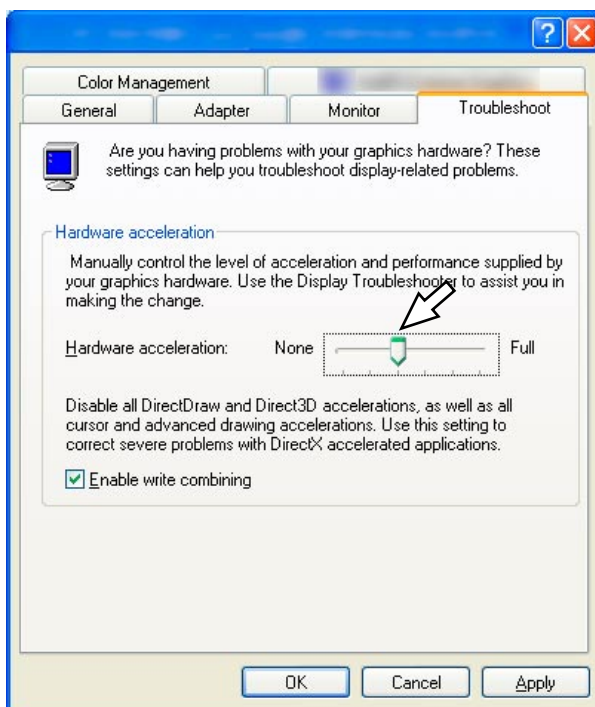 Color Management
General
Adapter
Monitor
Troubleshoot
Are you having problems with your graphics hardware? These
settings can help you troubleshoot display-related problems.
Hardware acceleration
Manually control the level of acceleration and performance supplied by
your graphics hardware. Use the Display Troubleshooter to assist you in
making the change.
Hardware acceleration: None Full
Disable all DirectDraw and Direct3D accelerations, as well as all
cursor and advanced drawing accelerations. Use this setting to
correct severe problems with DirectX accelerated applications.
Enable write combining
OK Cancel Apply